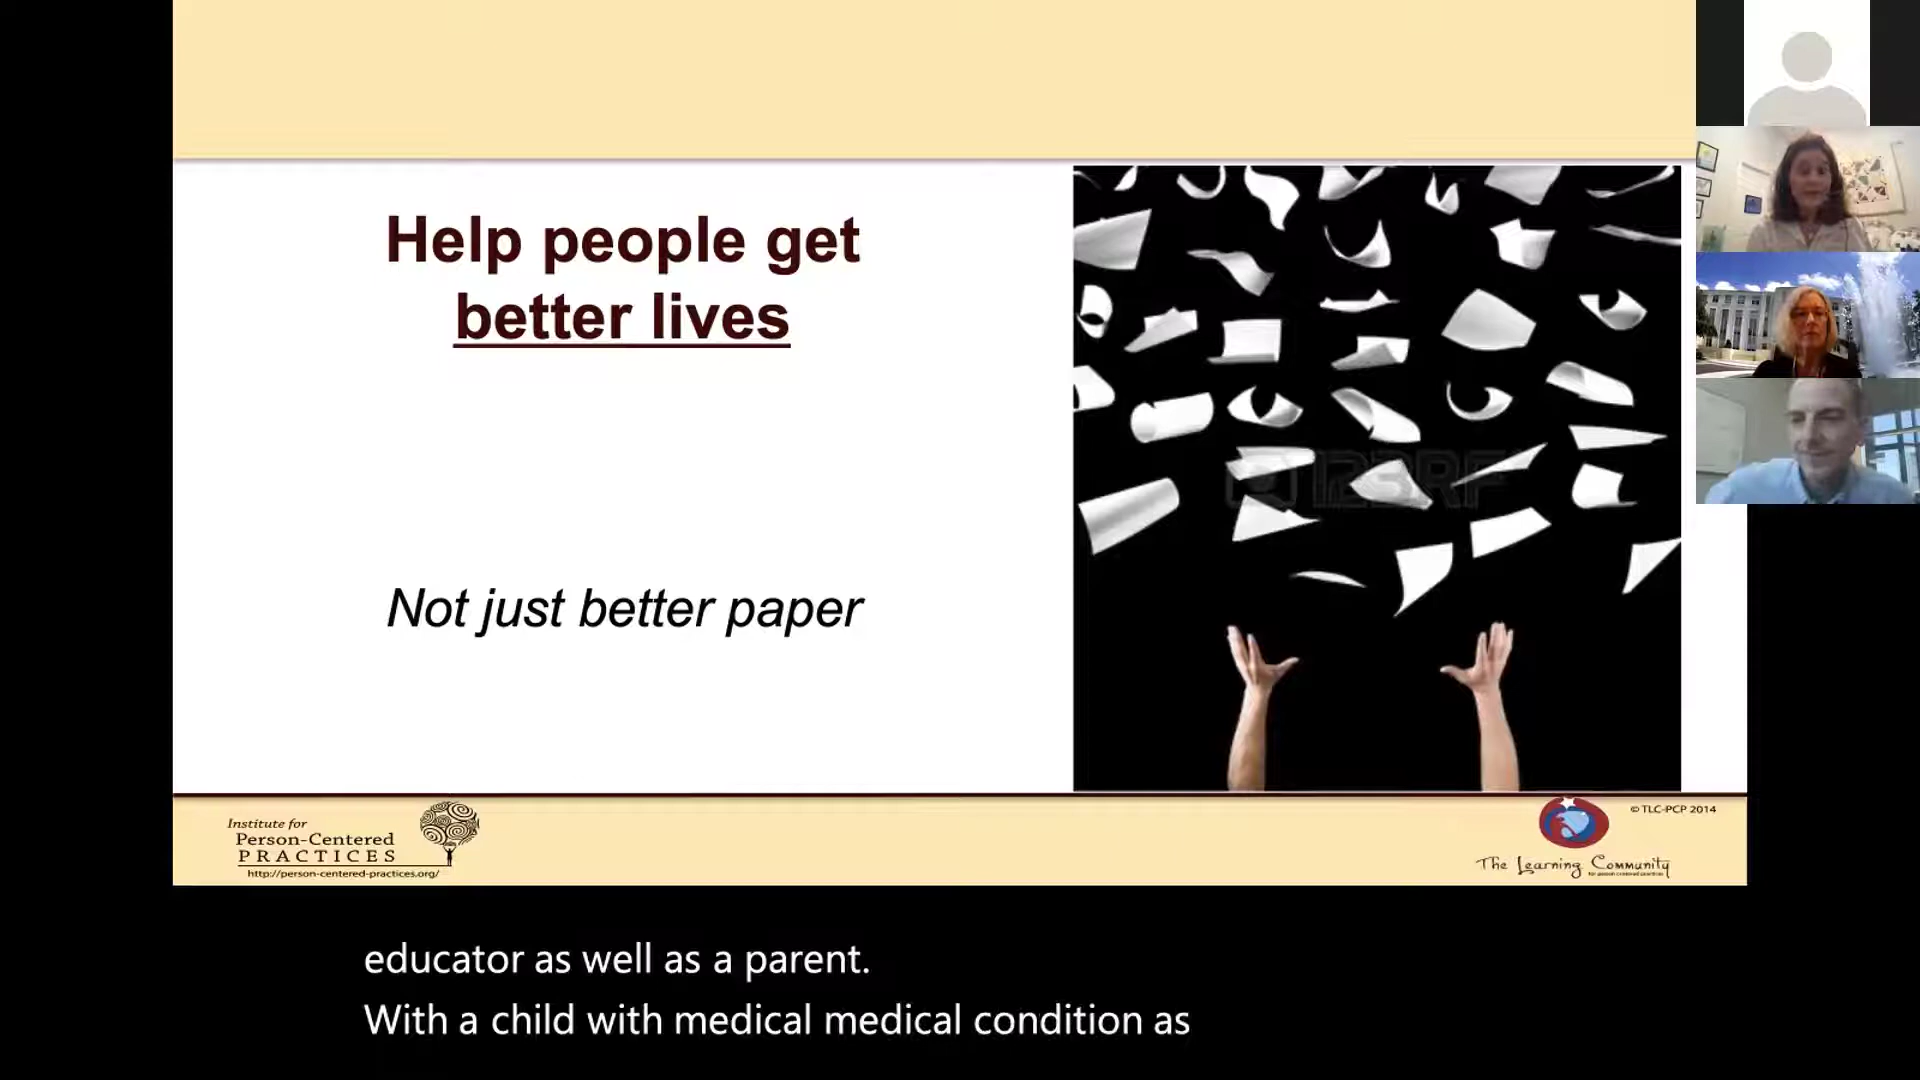 Help people get
better lives
Not just better paper
123RF
Institute for
Person-Centered
PRACTICES
http://person-centered-practices.org/
© TLC-PCP 2014
The Learning Community
for person centered practices
educator as well as a parent.
With a child with medical medical condition as